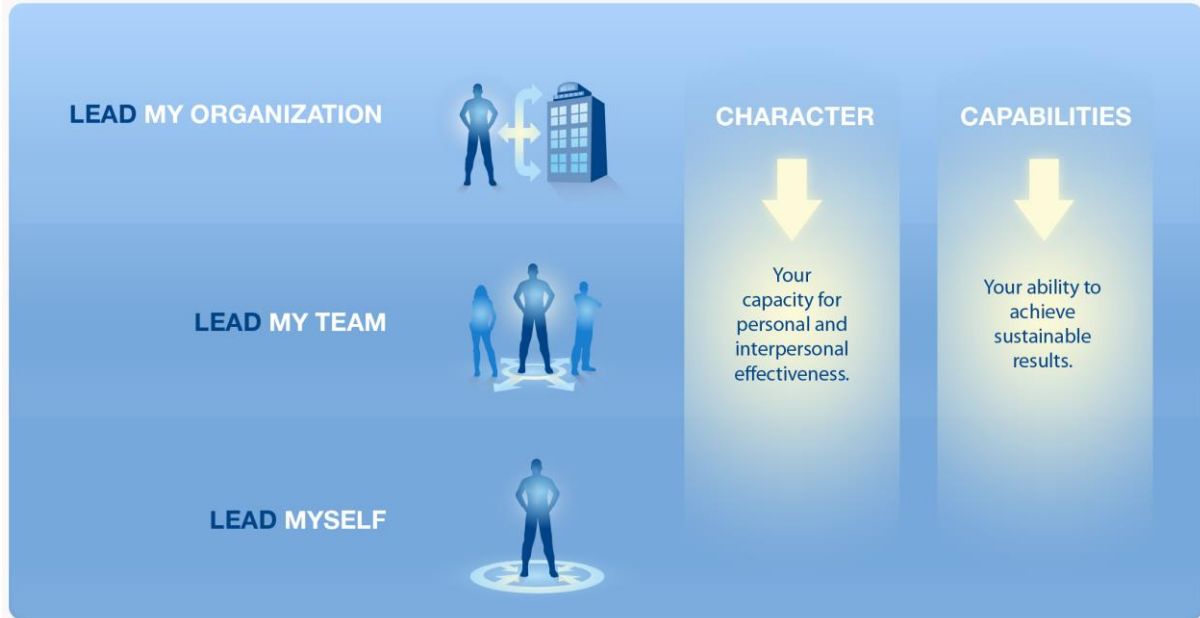 LEAD MY ORGANIZATION
CHARACTER
Your
capacity for
personal and
interpersonal
effectiveness.
CAPABILITIES
Your ability to
achieve
sustainable
results.
LEAD MY TEAM
LEAD MYSELF